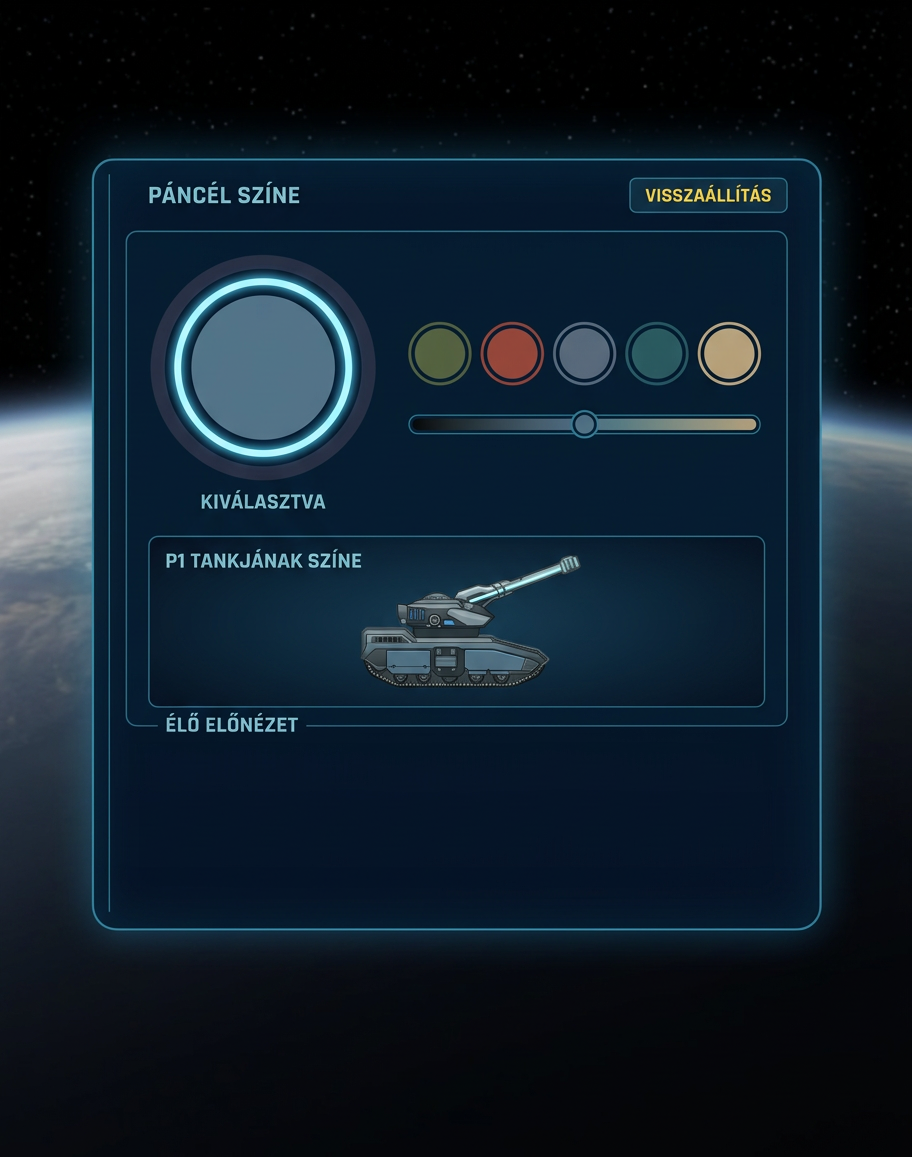 PÁNCÉL SZÍNE
VISSZAÁLLÍTÁS
KIVÁLASZTVA
P1 TANKJÁNAK SZÍNE
ÉLŐ ELŐNÉZET